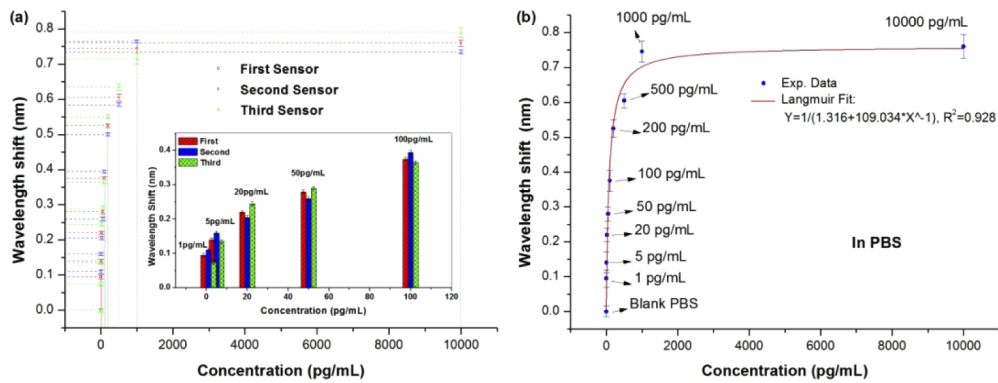 (a)
Wavelength shift (nm)
0.8
0.7
0.6
0.5
0.4
0.3
0.2
0.1
0.0
First Sensor
Second Sensor
Third Sensor
0
2000
4000
6000
8000
10000
Concentration (pg/mL)
Wavelength Shift (nm)
0.4
0.3
0.2
0.1
0.0
First
Second
Third
1pg/mL
5pg/mL
20pg/mL
50pg/mL
100pg/mL
0
20
40
60
80
100
120
Concentration (pg/mL)
(b)
Wavelength shift (nm)
0.8
0.7
0.6
0.5
0.4
0.3
0.2
0.1
0.0
1000 pg/mL
10000 pg/mL
500 pg/mL
200 pg/mL
100 pg/mL
50 pg/mL
20 pg/mL
5 pg/mL
1 pg/mL
Blank PBS
Exp. Data
Langmuir Fit:
Y=1/(1.316+109.034*X^-1), R²=0.928
In PBS
0
2000
4000
6000
8000
10000
Concentration (pg/mL)